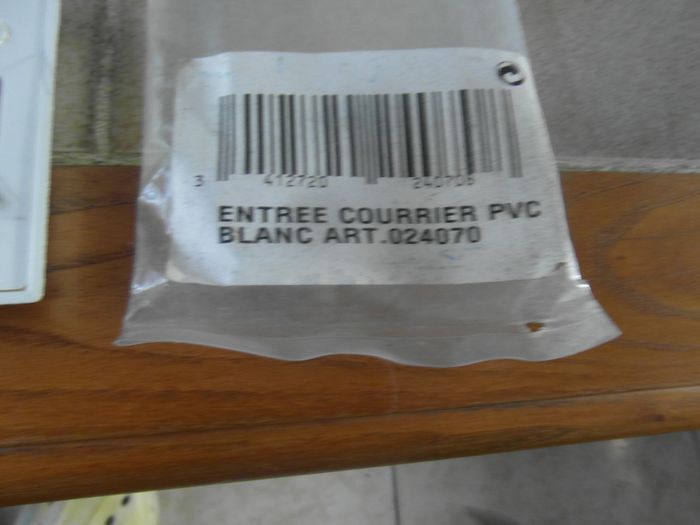 3 412720 240706
ENTREE COURRIER PVC
BLANC ART.024070